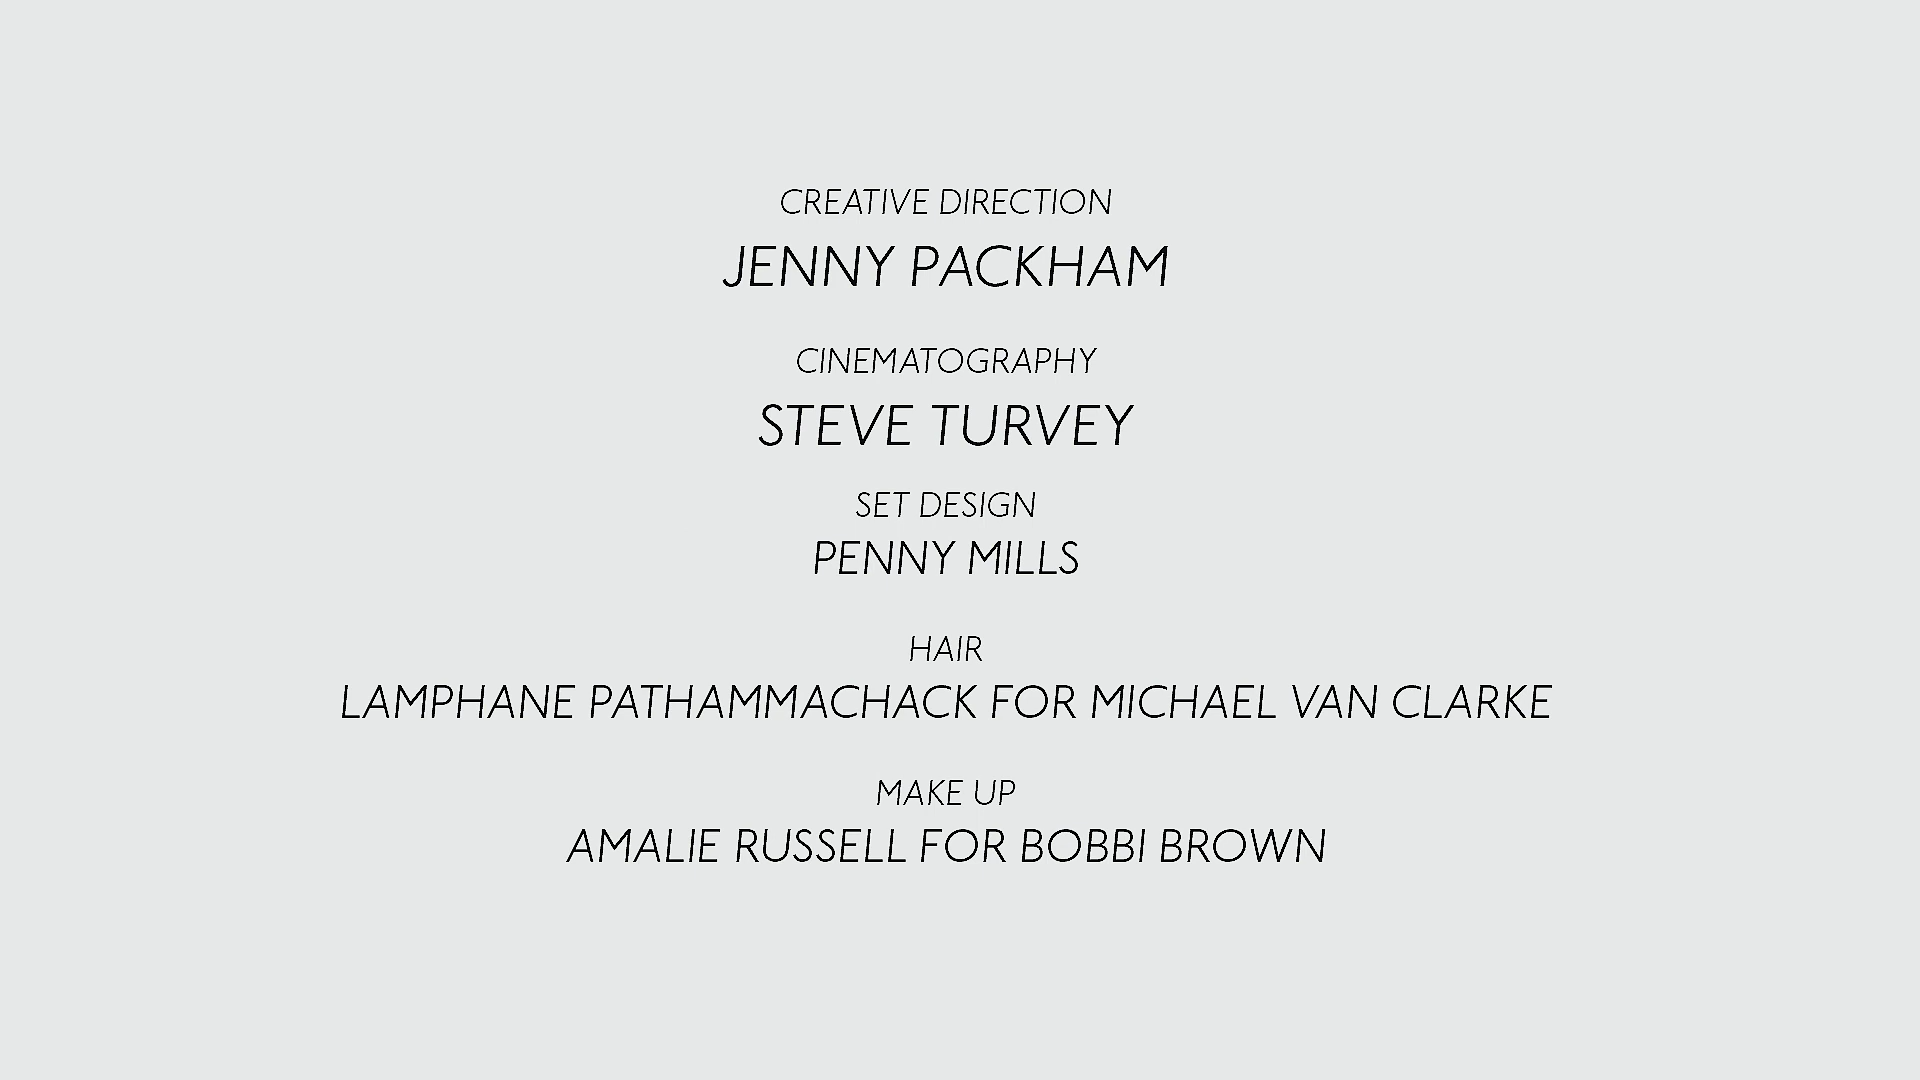 CREATIVE DIRECTION
JENNY PACKHAM
CINEMATOGRAPHY
STEVE TURVEY
SET DESIGN
PENNY MILLS
HAIR
LAMPHANE PATHAMMACHACK FOR MICHAEL VAN CLARKE
MAKE UP
AMALIE RUSSELL FOR BOBBI BROWN